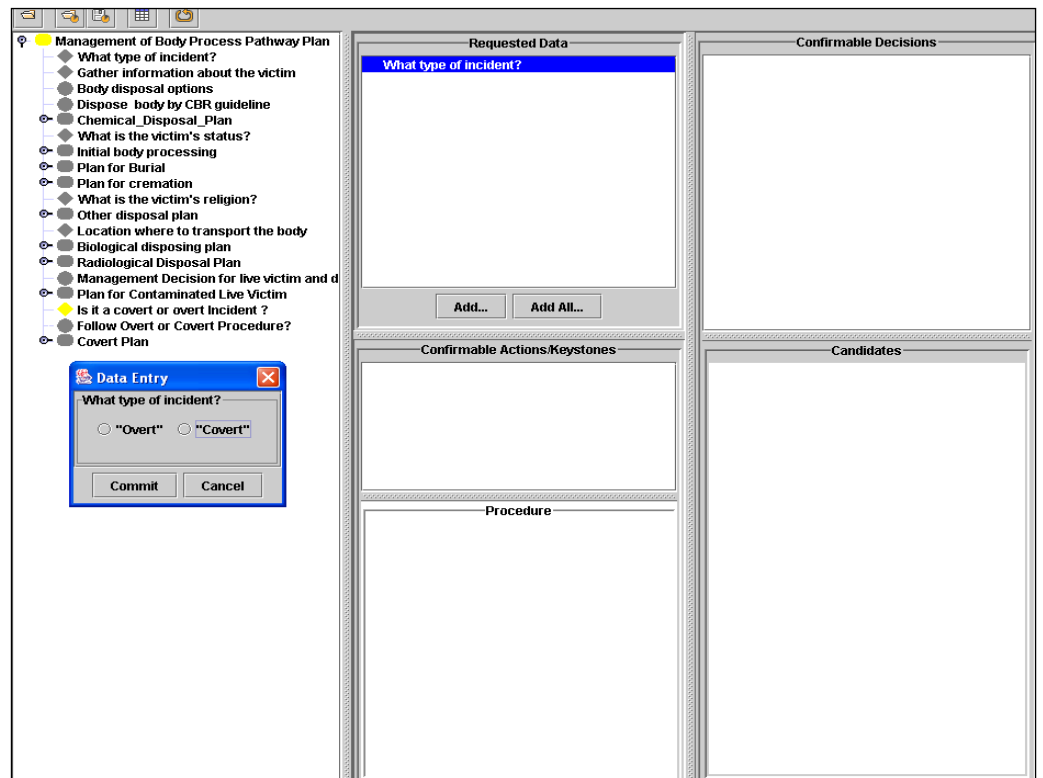 Management of Body Process Pathway Plan
What type of incident?
Gather information about the victim
Body disposal options
Dispose body by CBR guideline
Chemical_Disposal_Plan
What is the victim's status?
Initial body processing
Plan for Burial
Plan for cremation
What is the victim's religion?
Other disposal plan
Location where to transport the body
Biological disposing plan
Radiological Disposal Plan
Management Decision for live victim and d
Plan for Contaminated Live Victim
Is it a covert or overt Incident ?
Follow Overt or Covert Procedure?
Covert Plan
Data Entry
What type of incident?
"Overt" "Covert"
Commit Cancel
Requested Data
What type of incident?
Add... Add All...
Confirmable Actions/Keystones
Procedure
Confirmable Decisions
Candidates